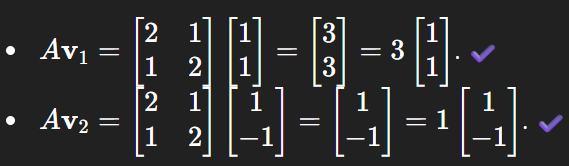 • Av₁ = [2 1; 1 2] [1; 1] = [3; 3] = 3 [1; 1]. ✔
• Av₂ = [2 1; 1 2] [1; −1] = [1; −1] = 1 [1; −1]. ✔